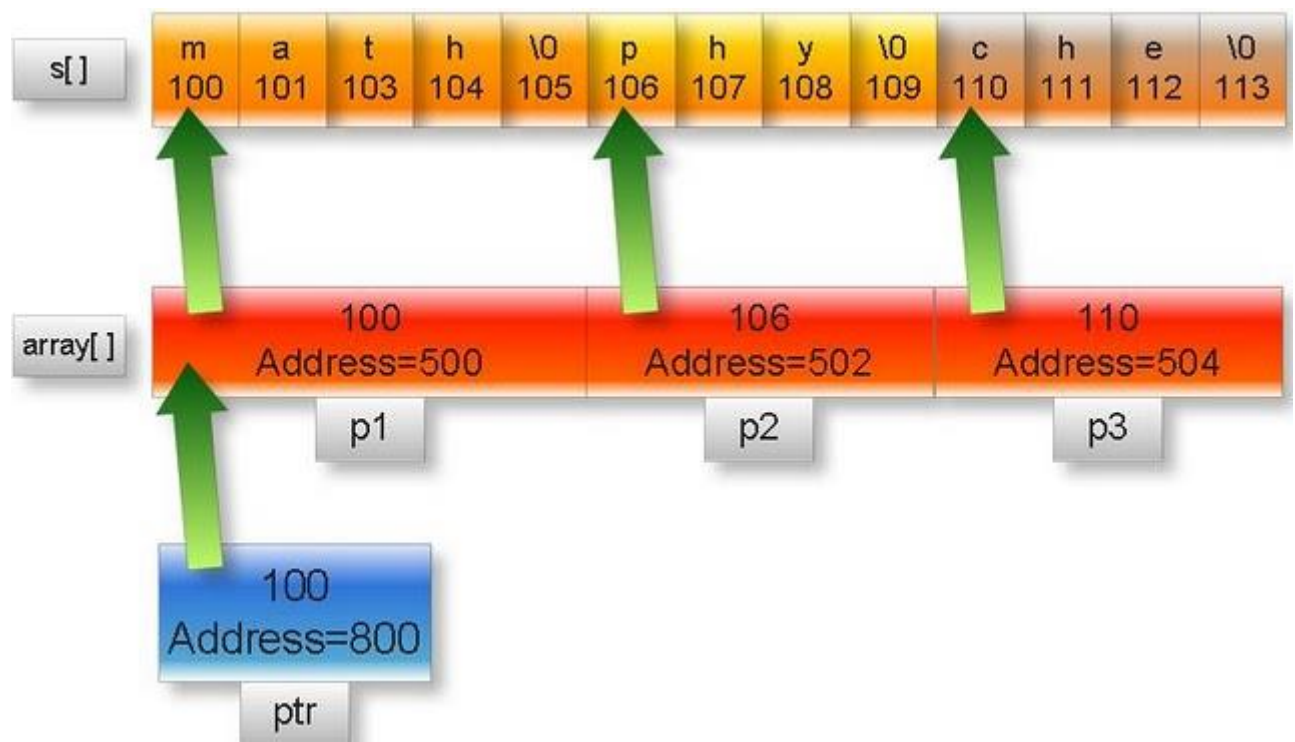 s[ ]
m a t h \0 p h y \0 c h e \0
100 101 103 104 105 106 107 108 109 110 111 112 113
array[ ]
100 106 110
Address=500 Address=502 Address=504
p1 p2 p3
100
Address=800
ptr